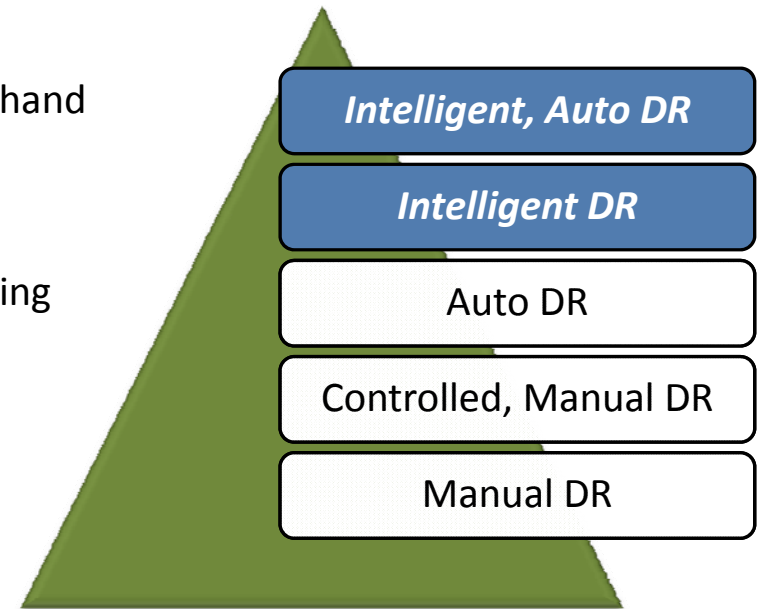 hand
Intelligent, Auto DR
Intelligent DR
ing
Auto DR
Controlled, Manual DR
Manual DR